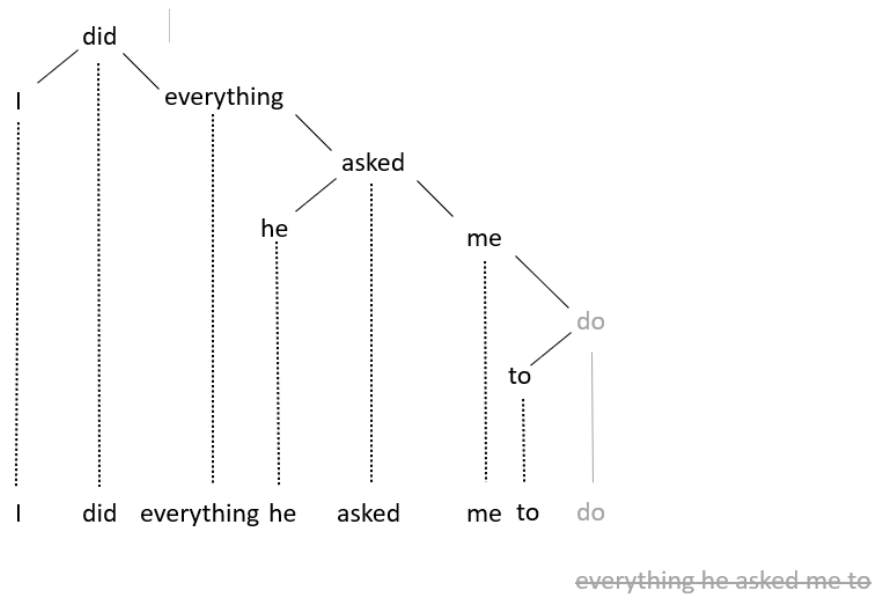 did
I
everything
asked
he
me
do
to
I did everything he asked me to do
everything he asked me to